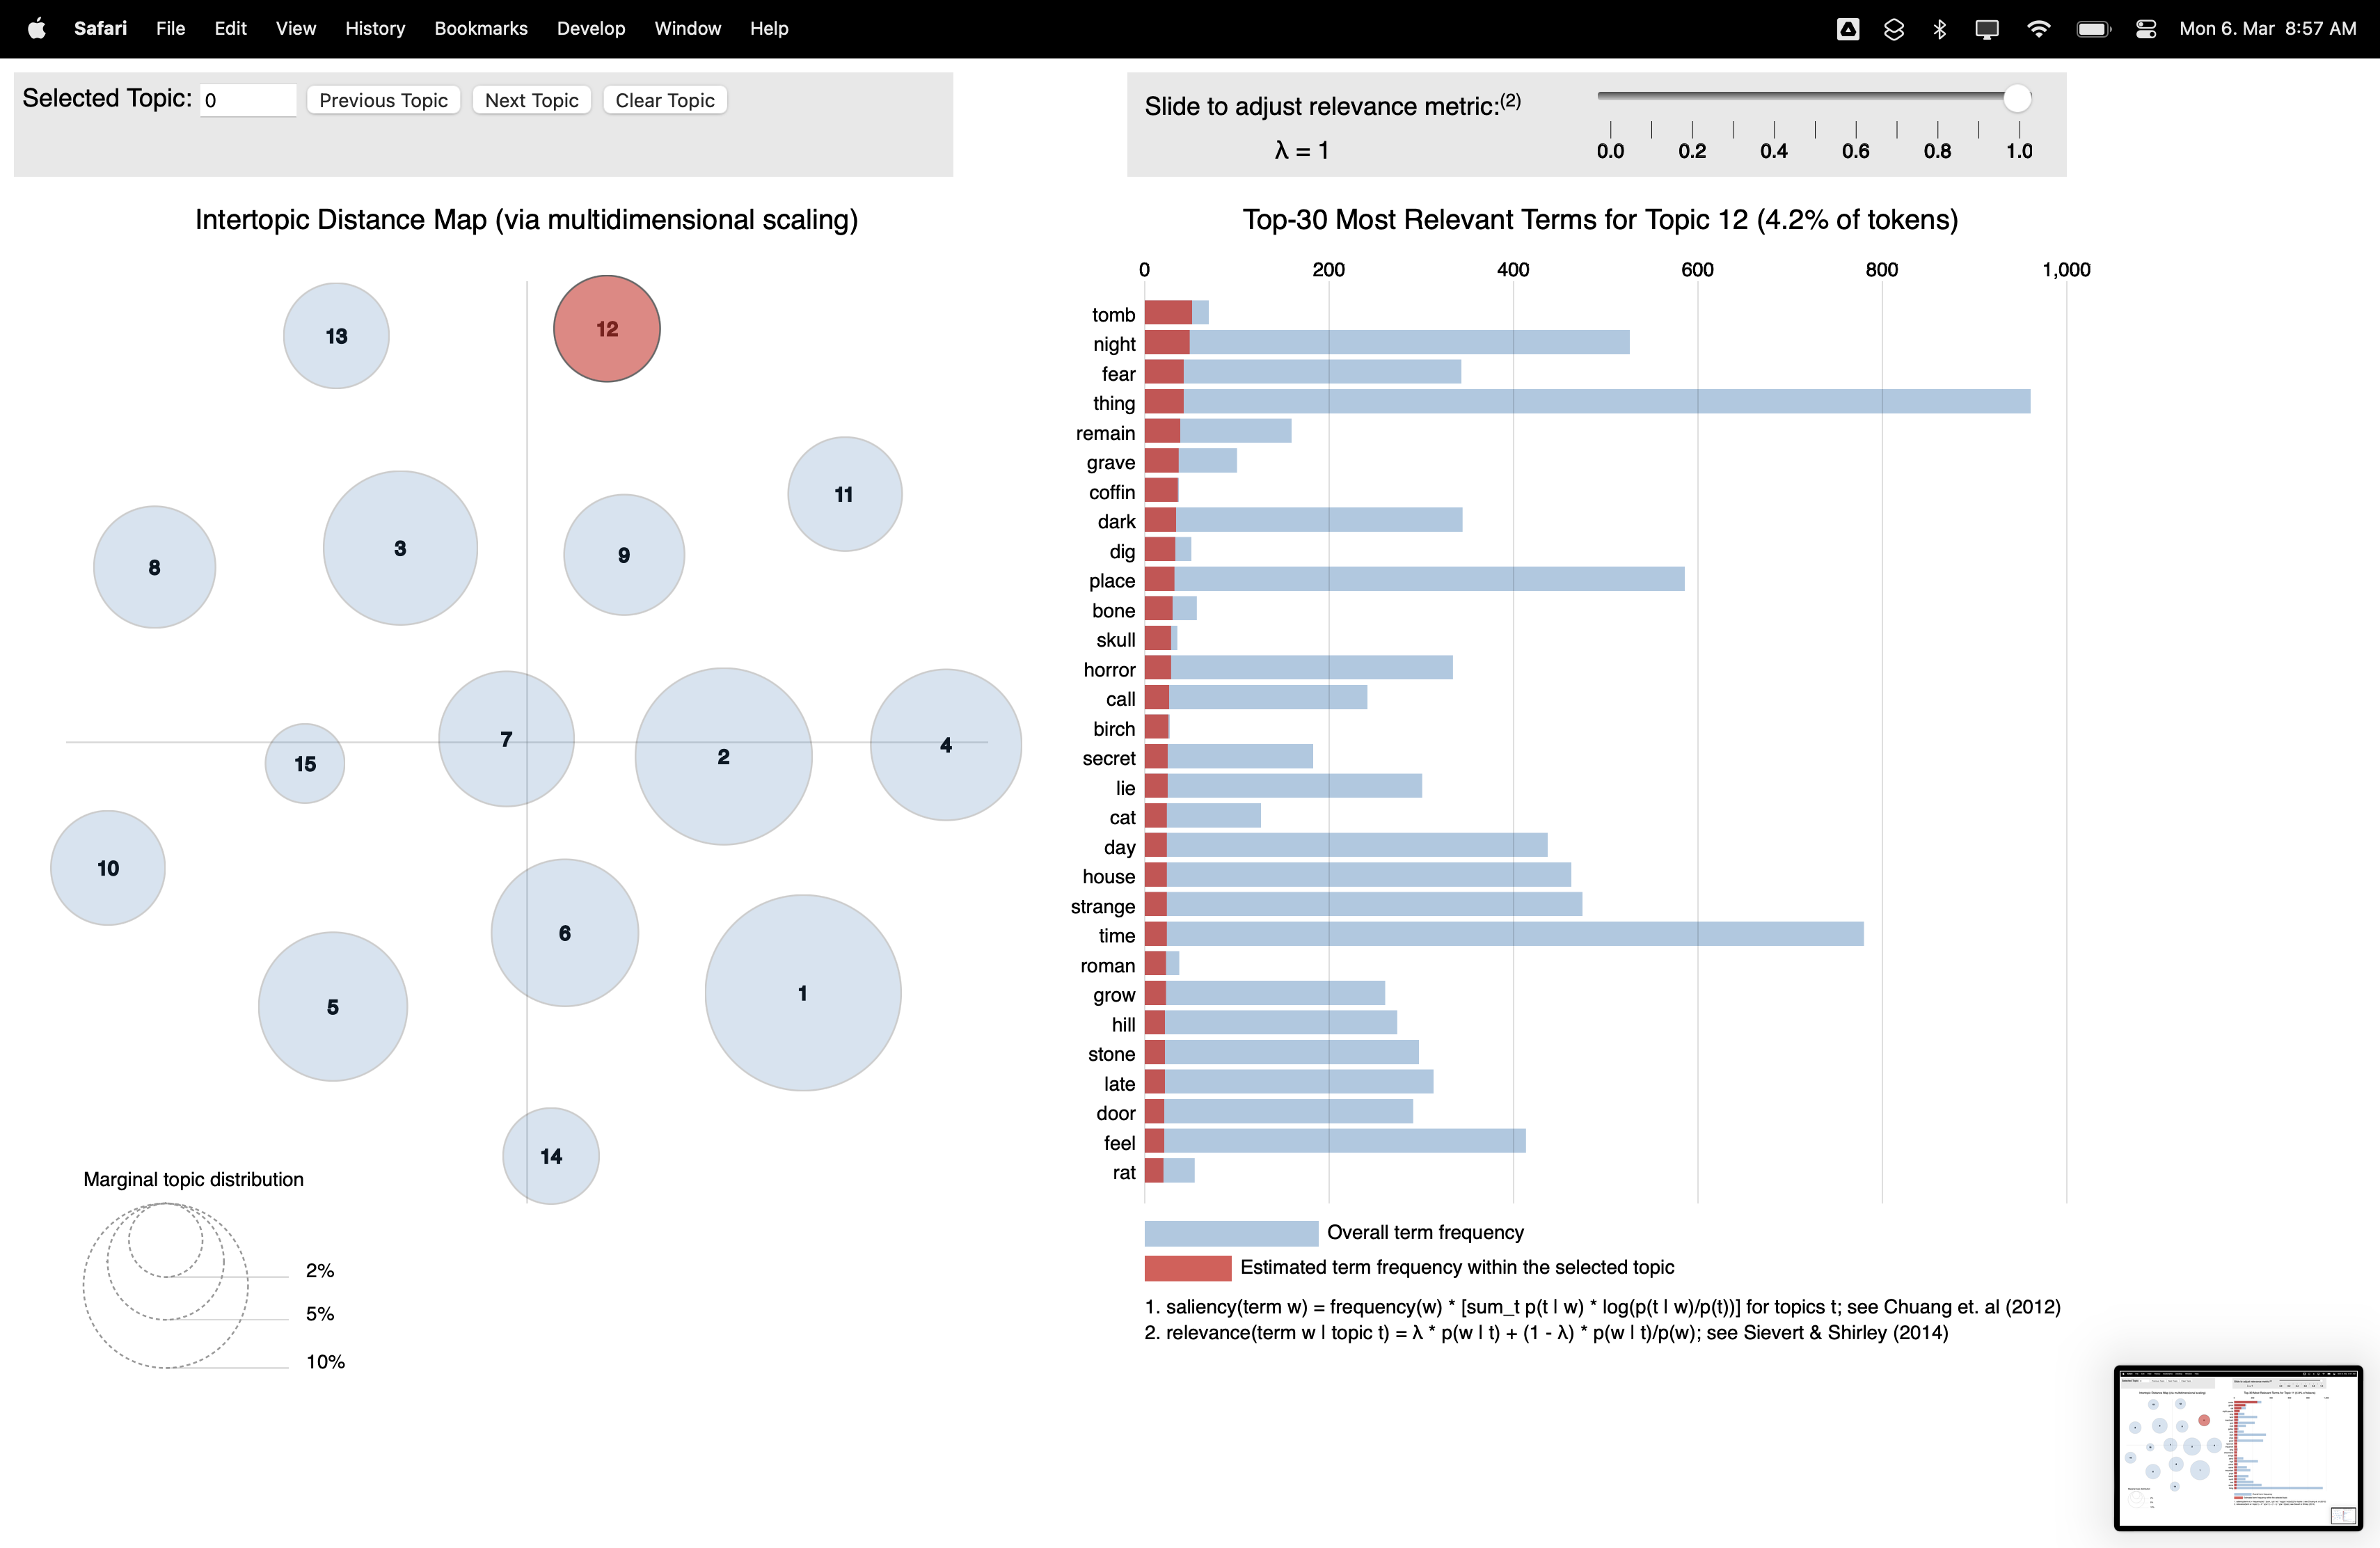 Safari File Edit View History Bookmarks Develop Window Help Mon 6. Mar 8:57 AM
Selected Topic: 0 Previous Topic Next Topic Clear Topic
Slide to adjust relevance metric:(2)
λ = 1
0.0 0.2 0.4 0.6 0.8 1.0
Intertopic Distance Map (via multidimensional scaling)
13
12
11
3
9
8
7
2
4
15
10
6
1
5
14
Marginal topic distribution
2%
5%
10%
Top-30 Most Relevant Terms for Topic 12 (4.2% of tokens)
0 200 400 600 800 1,000
tomb
night
fear
thing
remain
grave
coffin
dark
dig
place
bone
skull
horror
call
birch
secret
lie
cat
day
house
strange
time
roman
grow
hill
stone
late
door
feel
rat
Overall term frequency
Estimated term frequency within the selected topic
1. saliency(term w) = frequency(w) * [sum_t p(t | w) * log(p(t | w)/p(t))] for topics t; see Chuang et. al (2012)
2. relevance(term w | topic t) = λ * p(w | t) + (1 - λ) * p(w | t)/p(w); see Sievert & Shirley (2014)